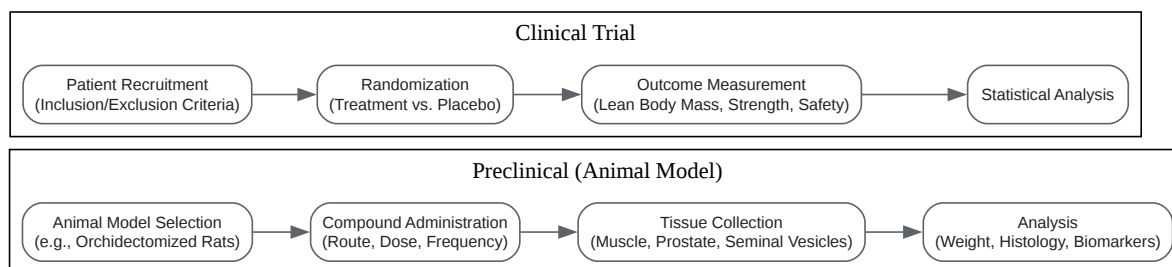 Clinical Trial
Patient Recruitment
(Inclusion/Exclusion Criteria)
Randomization
(Treatment vs. Placebo)
Outcome Measurement
(Lean Body Mass, Strength, Safety)
Statistical Analysis
Preclinical (Animal Model)
Animal Model Selection
(e.g., Orchidectomized Rats)
Compound Administration
(Route, Dose, Frequency)
Tissue Collection
(Muscle, Prostate, Seminal Vesicles)
Analysis
(Weight, Histology, Biomarkers)